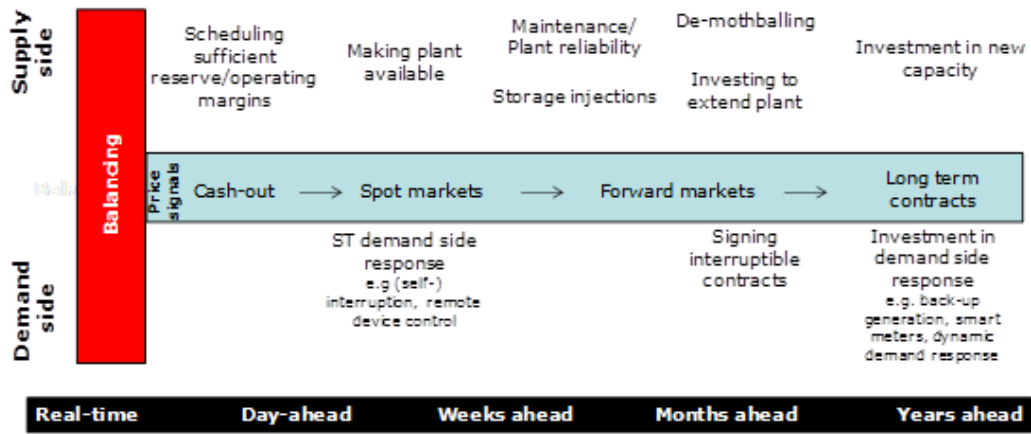 Supply
side
Scheduling
sufficient
reserve/operating
margins
Making plant
available
Maintenance/
Plant reliability
Storage injections
De-mothballing
Investing to
extend plant
Investment in new
capacity
Balancing
Price
signals
Cash-out
Spot markets
Forward markets
Long term
contracts
Demand
side
ST demand side
response
e.g (self-)
interruption, remote
device control
Signing
interruptible
contracts
Investment in
demand side
response
e.g. back-up
generation, smart
meters, dynamic
demand response
Real-time
Day-ahead
Weeks ahead
Months ahead
Years ahead